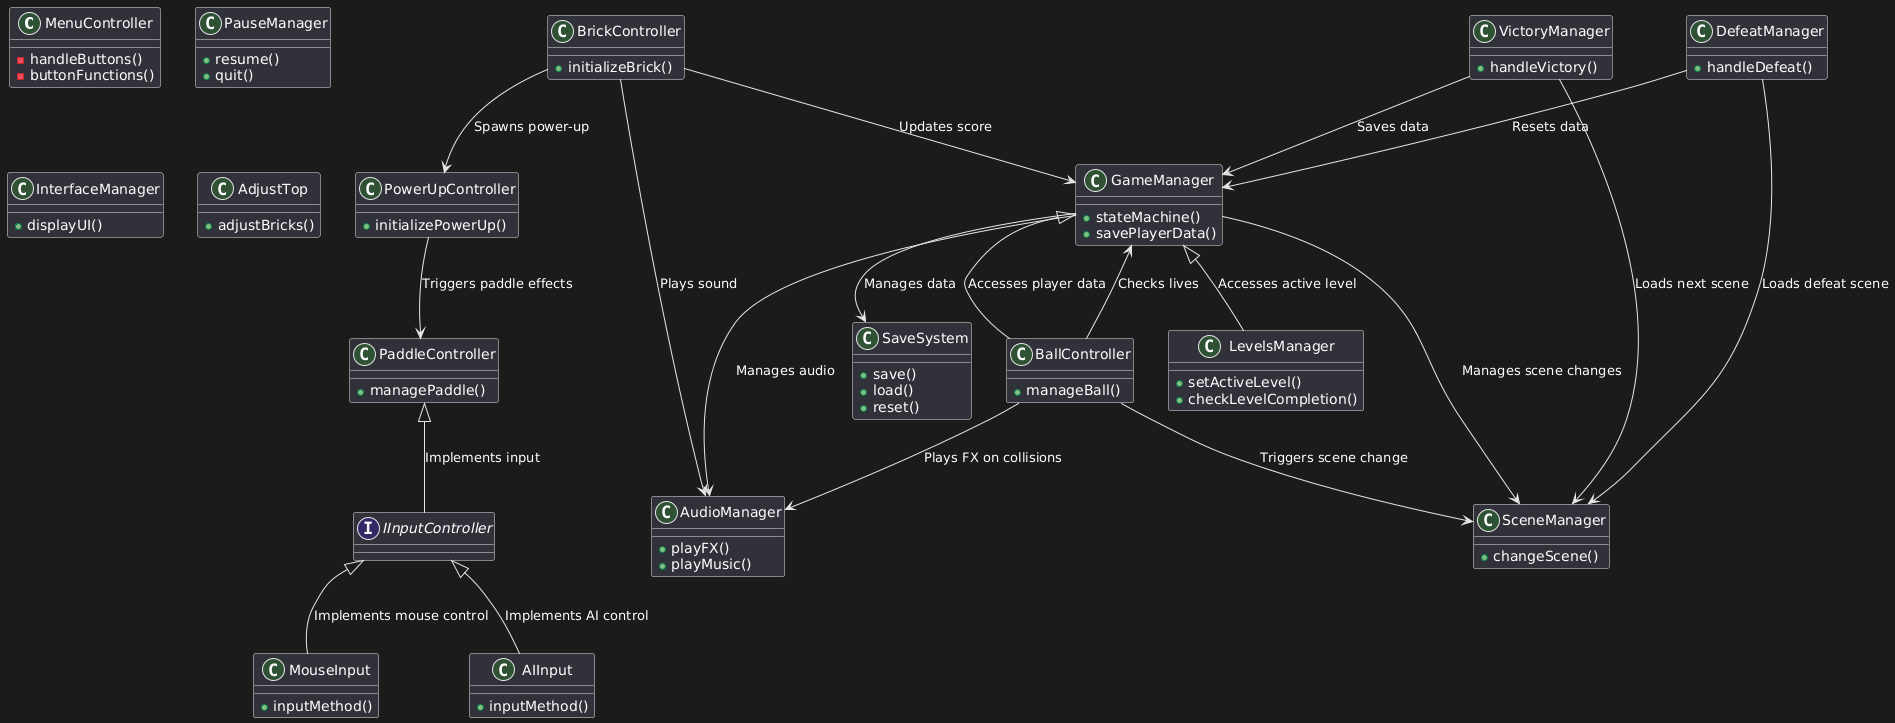 C MenuController
handleButtons()
buttonFunctions()
C PauseManager
resume()
quit()
C BrickController
initializeBrick()
C VictoryManager
handleVictory()
C DefeatManager
handleDefeat()
Spawns power-up
Updates score
Saves data
Resets data
C InterfaceManager
displayUI()
C AdjustTop
adjustBricks()
C PowerUpController
initializePowerUp()
C GameManager
stateMachine()
savePlayerData()
Triggers paddle effects
Plays sound
Manages data
Accesses player data
Checks lives
Accesses active level
Loads next scene
Loads defeat scene
C PaddleController
managePaddle()
Manages audio
C SaveSystem
save()
load()
reset()
C BallController
manageBall()
C LevelsManager
setActiveLevel()
checkLevelCompletion()
Manages scene changes
Implements input
Plays FX on collisions
Triggers scene change
I IInputController
C AudioManager
playFX()
playMusic()
C SceneManager
changeScene()
Implements mouse control
Implements AI control
C MouseInput
inputMethod()
C AIInput
inputMethod()